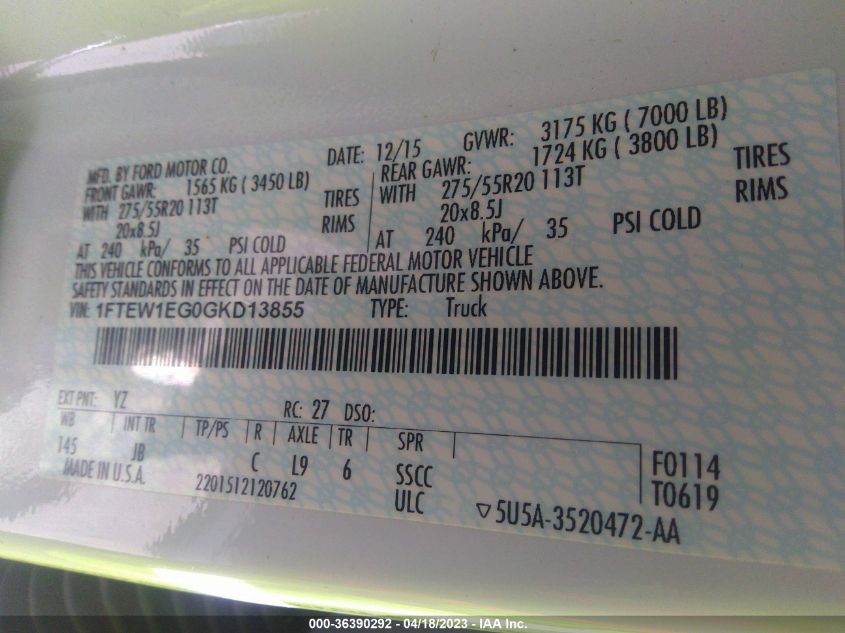 MFD. BY FORD MOTOR CO.
DATE: 12/15 GVWR: 3175 KG ( 7000 LB)
FRONT GAWR: 1565 KG ( 3450 LB)
WITH 275/55R20 113T TIRES
20x8.5J RIMS
AT 240 kPa/ 35 PSI COLD
REAR GAWR: 1724 KG ( 3800 LB)
WITH 275/55R20 113T TIRES
20x8.5J RIMS
AT 240 kPa/ 35 PSI COLD
THIS VEHICLE CONFORMS TO ALL APPLICABLE FEDERAL MOTOR VEHICLE
SAFETY STANDARDS IN EFFECT ON THE DATE OF MANUFACTURE SHOWN ABOVE.
VIN: 1FTEW1EG0GKD13855 TYPE: Truck
EXT PNT: YZ RC: 27 DSO:
WB INT TR TP/PS R AXLE TR SPR
145 JB C L9 6 SSCC F0114
MADE IN U.S.A. 2201512120762 ULC T0619
▽5U5A-3520472-AA
000-36390292 - 04/18/2023 - IAA Inc.